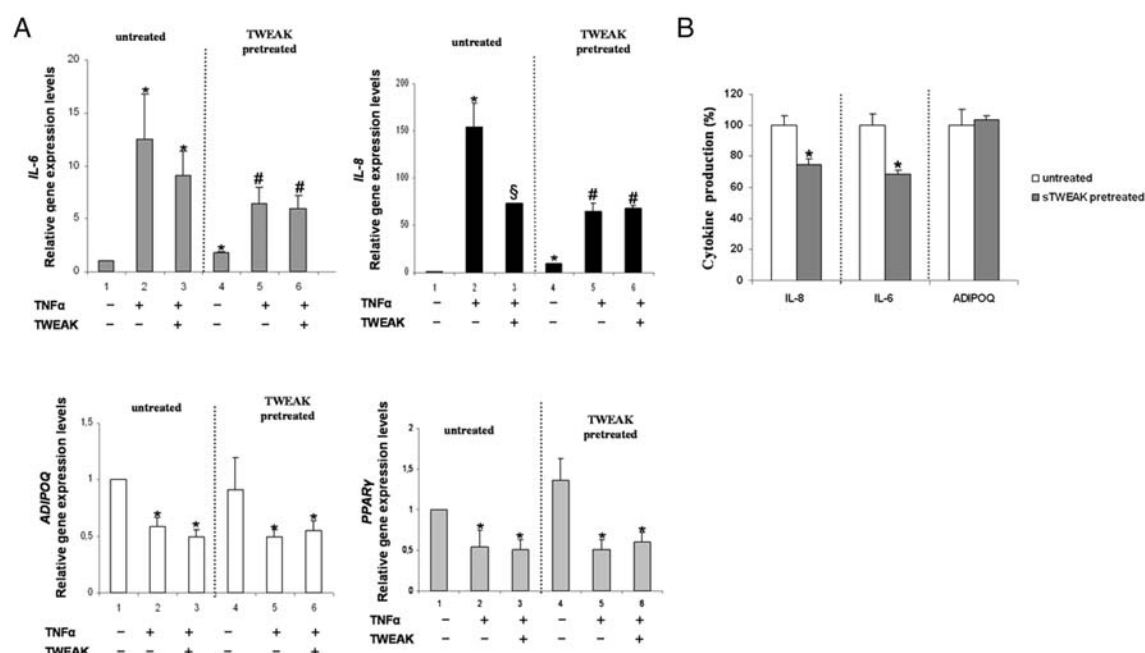 A
untreated
TWEAK
pretreated
IL-6
Relative gene expression levels
20
15
10
5
0
* * * # #
1 2 3 4 5 6
TNFα – + + – + +
TWEAK – – + – – +
untreated
TWEAK
pretreated
IL-8
Relative gene expression levels
200
150
100
50
0
* § * # #
1 2 3 4 5 6
TNFα – + + – + +
TWEAK – – + – – +
B
Cytokine production (%)
120
100
80
60
40
20
0
* *
IL-8 IL-6 ADIPOQ
untreated
sTWEAK pretreated
untreated
TWEAK
pretreated
ADIPOQ
Relative gene expression levels
1,5
1
0,5
0
* * * *
1 2 3 4 5 6
TNFα – + + – + +
TWEAK – – + – – +
untreated
TWEAK
pretreated
PPARγ
Relative gene expression levels
2
1,5
1
0,5
0
* * * *
1 2 3 4 5 6
TNFα – + + – + +
TWEAK – – + – – +